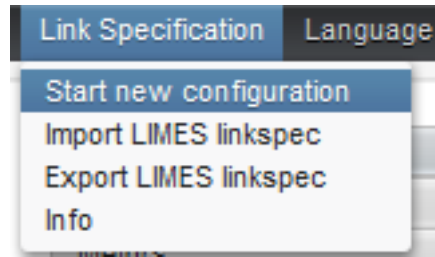 Link Specification Language
Start new configuration
Import LIMES linkspec
Export LIMES linkspec
Info